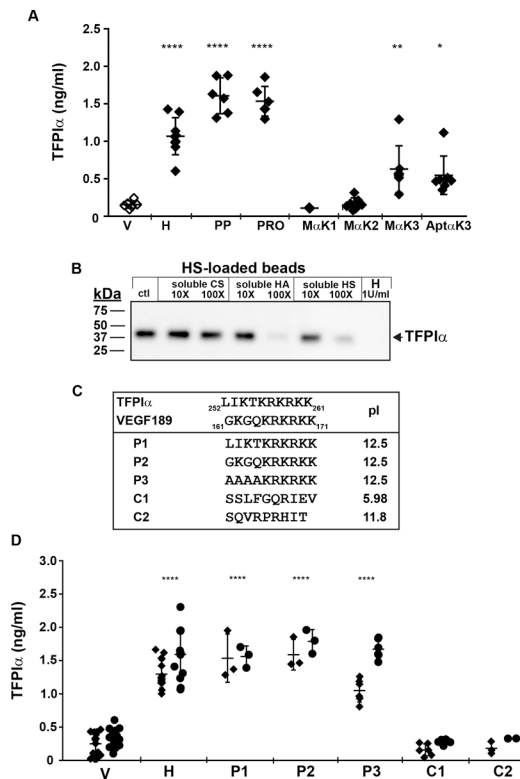 A
TFPIα (ng/ml)
2.5
2.0
1.5
1.0
0.5
0
**** **** **** ** *
V H PP PRO MαK1 MαK2 MαK3 AptαK3
B
HS-loaded beads
kDa
ctl
soluble CS soluble HA soluble HS H
10X 100X 10X 100X 10X 100X 1U/ml
75
50
37
25
TFPIα
C
TFPIα 252LIKTKRKRKK261 pI
VEGF189 161GKGQKRKRKK171
P1 LIKTKRKRKK 12.5
P2 GKGQKRKRKK 12.5
P3 AAAAKRKRKK 12.5
C1 SSLFGQRIEV 5.98
C2 SQVRPRHIT 11.8
D
TFPIα (ng/ml)
3.0
2.5
2.0
1.5
1.0
0.5
0
**** **** **** ****
V H P1 P2 P3 C1 C2